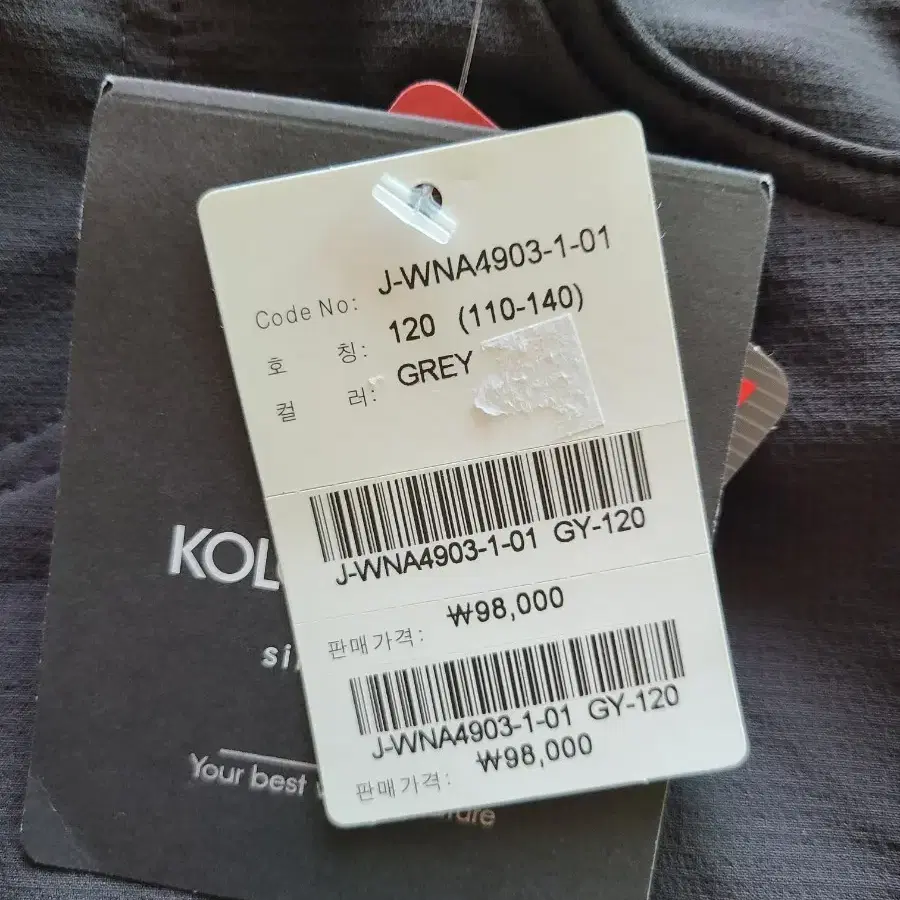 Code No: J-WNA4903-1-01
호 칭: 120 (110-140)
컬 러: GREY
J-WNA4903-1-01 GY-120
판매가격: ₩98,000
J-WNA4903-1-01 GY-120
판매가격: ₩98,000
KOL
Your best